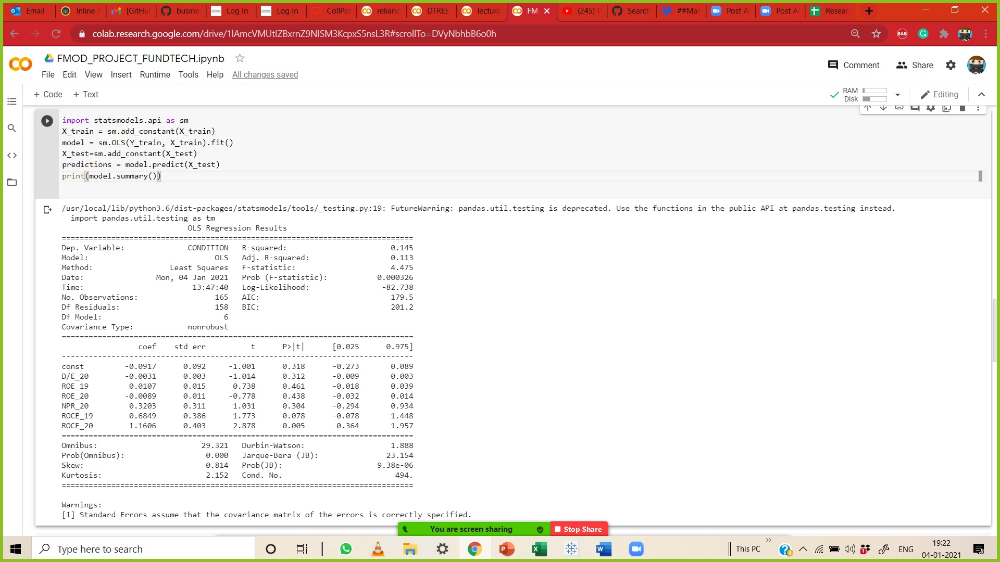 Email - Inline [GitHu busine Log In Log In CollPol relianc DTREE lecture FM (245) P Search ##Mar Post A Post A Resear
colab.research.google.com/drive/1lAmcVMUtIZBxrnZ9NISM3KcpxS5nsL3R#scrollTo=DVyNbhbB6o0h
FMOD_PROJECT_FUNDTECH.ipynb
Comment Share
File Edit View Insert Runtime Tools Help All changes saved
+ Code + Text
RAM
Disk
Editing
import statsmodels.api as sm
X_train = sm.add_constant(X_train)
model = sm.OLS(Y_train, X_train).fit()
X_test=sm.add_constant(X_test)
predictions = model.predict(X_test)
print(model.summary())
/usr/local/lib/python3.6/dist-packages/statsmodels/tools/_testing.py:19: FutureWarning: pandas.util.testing is deprecated. Use the functions in the public API at pandas.testing instead.
import pandas.util.testing as tm
OLS Regression Results
==============================================================================
Dep. Variable: CONDITION R-squared: 0.145
Model: OLS Adj. R-squared: 0.113
Method: Least Squares F-statistic: 4.475
Date: Mon, 04 Jan 2021 Prob (F-statistic): 0.000326
Time: 13:47:40 Log-Likelihood: -82.738
No. Observations: 165 AIC: 179.5
Df Residuals: 158 BIC: 201.2
Df Model: 6
Covariance Type: nonrobust
==============================================================================
coef std err t P>|t| [0.025 0.975]
------------------------------------------------------------------------------
const -0.0917 0.092 -1.001 0.318 -0.273 0.089
D/E_20 -0.0031 0.003 -1.014 0.312 -0.009 0.003
ROE_19 0.0107 0.015 0.738 0.461 -0.018 0.039
ROE_20 -0.0089 0.011 -0.778 0.438 -0.032 0.014
NPR_20 0.3203 0.311 1.031 0.304 -0.294 0.934
ROCE_19 0.6849 0.386 1.773 0.078 -0.078 1.448
ROCE_20 1.1606 0.403 2.878 0.005 0.364 1.957
==============================================================================
Omnibus: 29.321 Durbin-Watson: 1.888
Prob(Omnibus): 0.000 Jarque-Bera (JB): 23.154
Skew: 0.814 Prob(JB): 9.38e-06
Kurtosis: 2.152 Cond. No. 494.
==============================================================================
Warnings:
[1] Standard Errors assume that the covariance matrix of the errors is correctly specified.
You are screen sharing Stop Share
Type here to search
This PC
ENG
19:22
04-01-2021